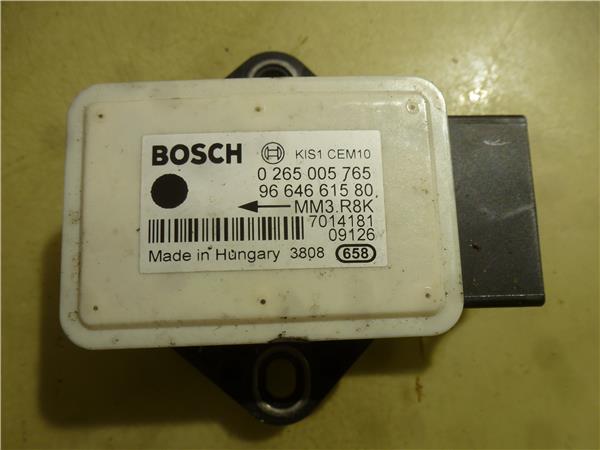 BOSCH KIS1 CEM10
0 265 005 765
96 646 615 80
MM3.R8K
7014181
09126
Made in Hungary 3808 658